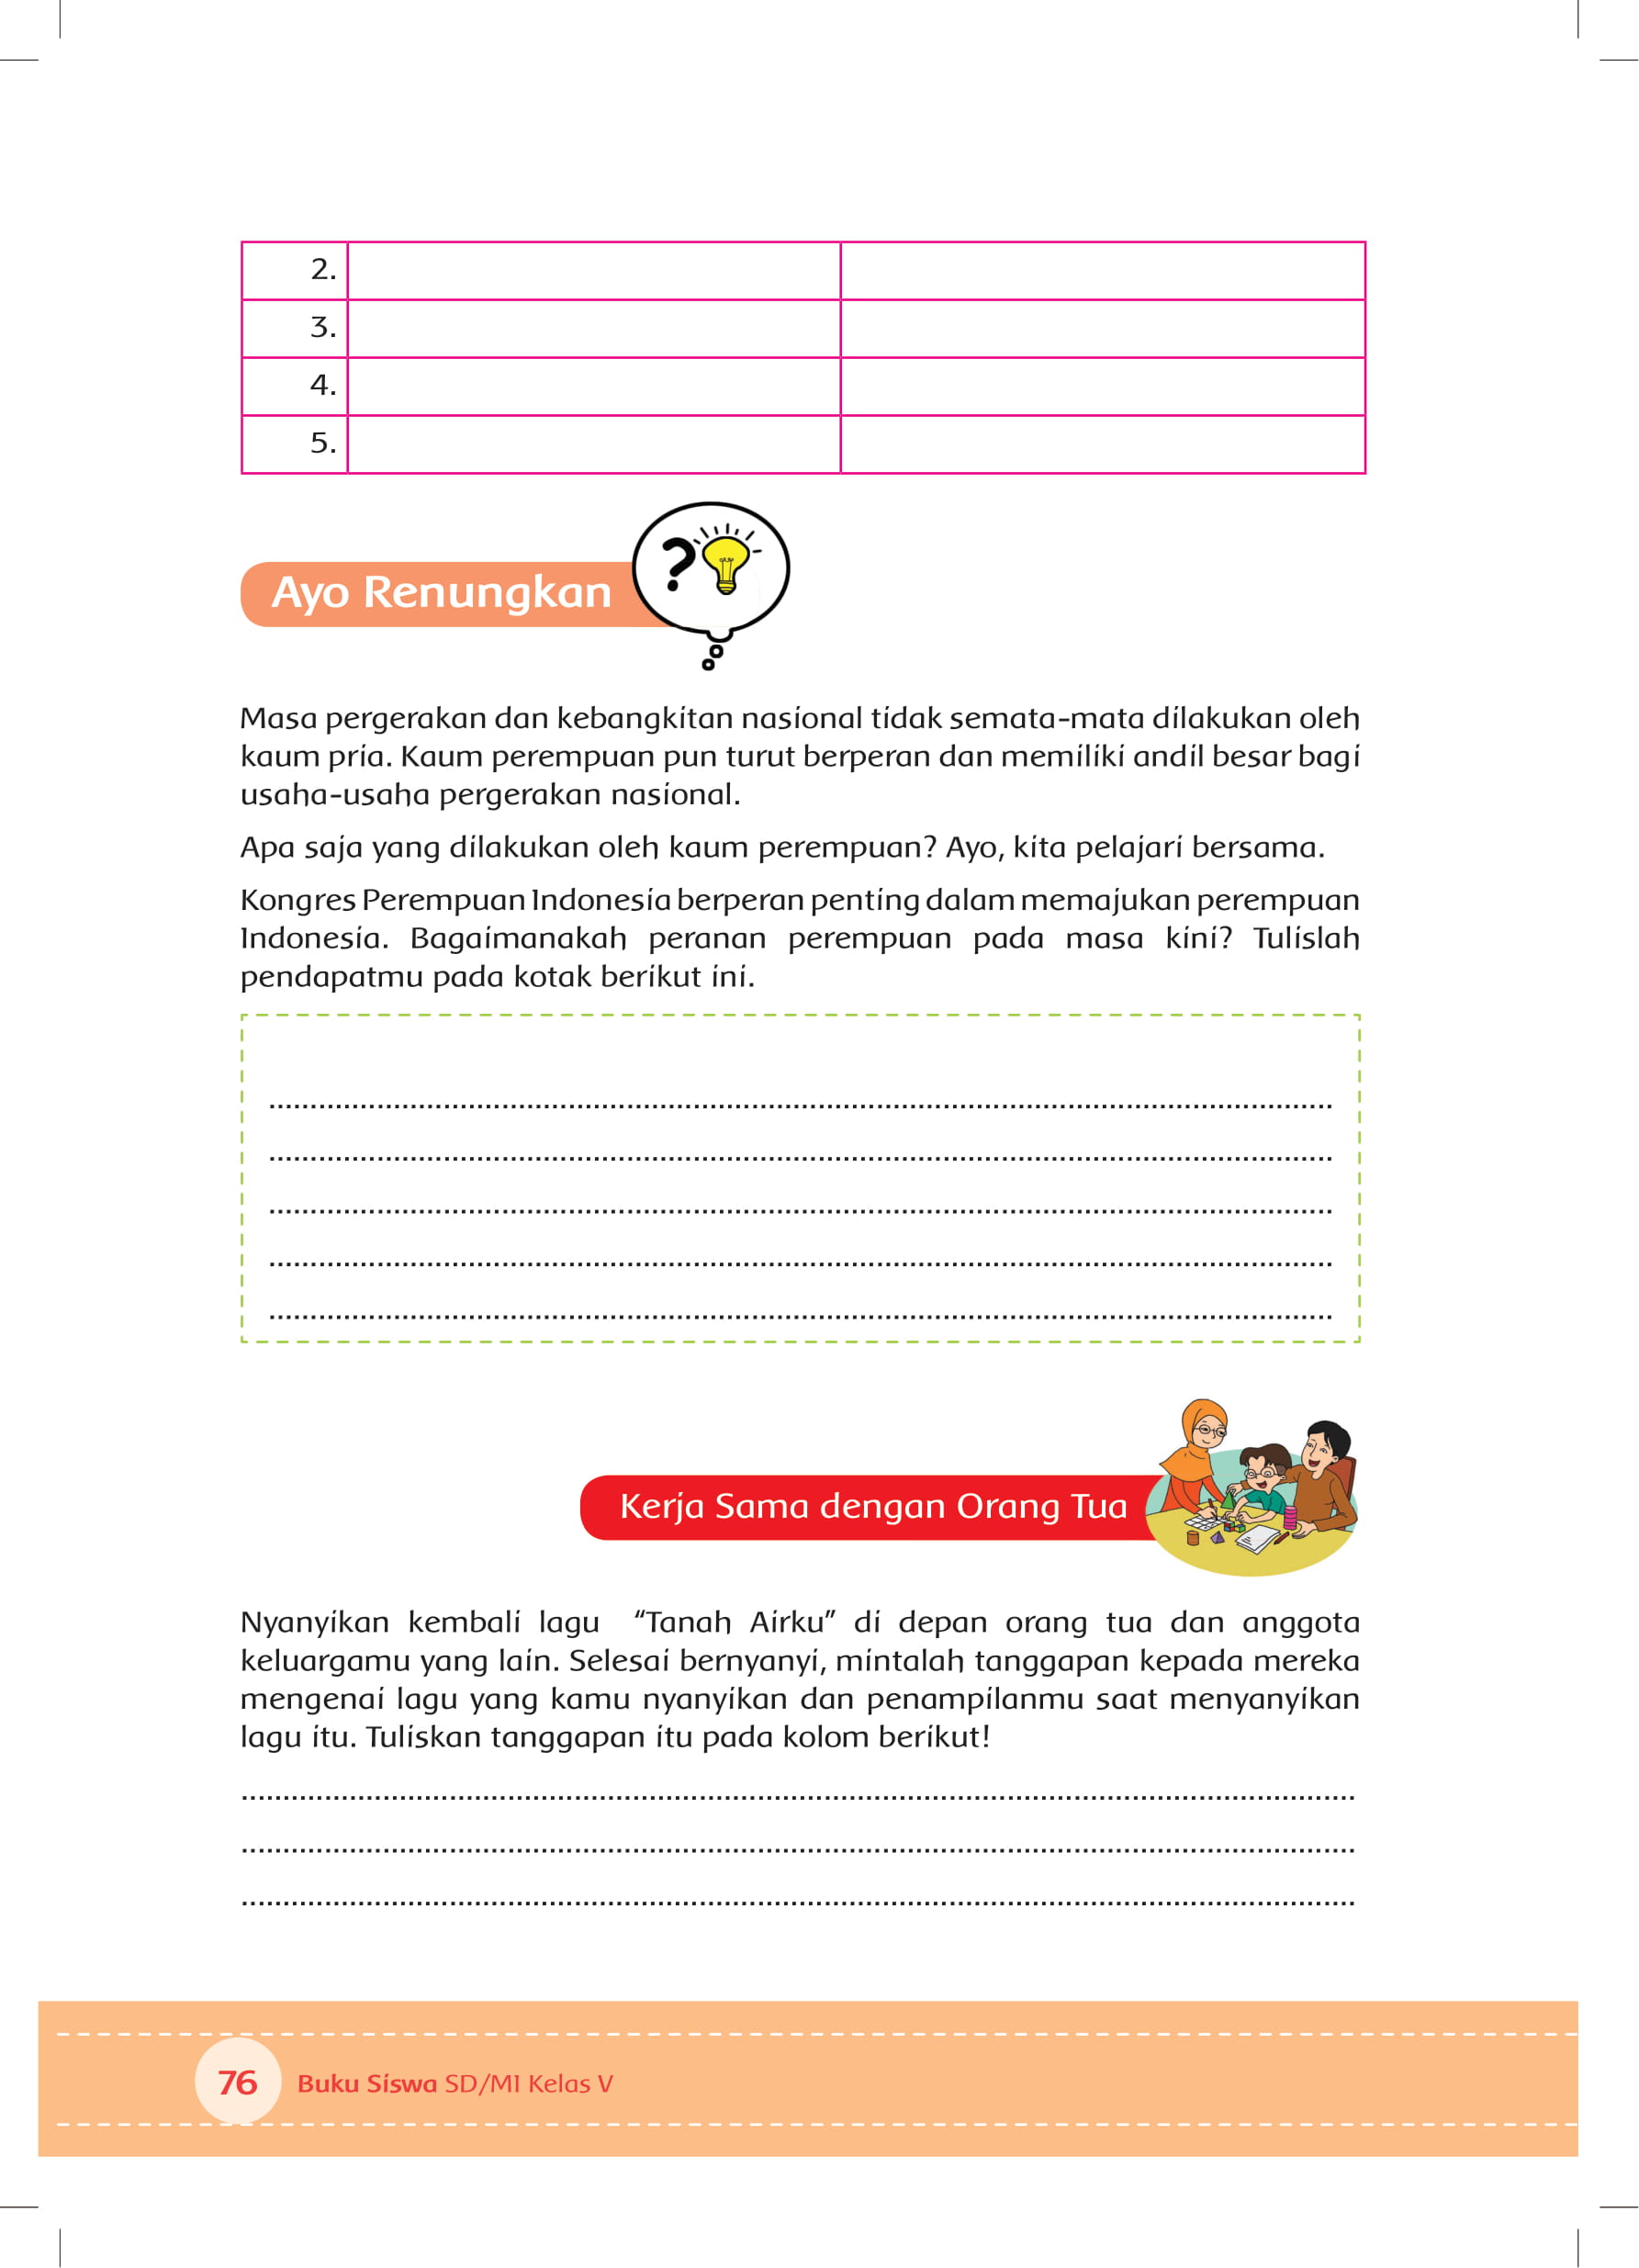 2.
3.
4.
5.
Ayo Renungkan
Masa pergerakan dan kebangkitan nasional tidak semata-mata dilakukan oleh
kaum pria. Kaum perempuan pun turut berperan dan memiliki andil besar bagi
usaha-usaha pergerakan nasional.
Apa saja yang dilakukan oleh kaum perempuan? Ayo, kita pelajari bersama.
Kongres Perempuan Indonesia berperan penting dalam memajukan perempuan
Indonesia. Bagaimanakah peranan perempuan pada masa kini? Tulislah
pendapatmu pada kotak berikut ini.
Kerja Sama dengan Orang Tua
Nyanyikan kembali lagu “Tanah Airku” di depan orang tua dan anggota
keluargamu yang lain. Selesai bernyanyi, mintalah tanggapan kepada mereka
mengenai lagu yang kamu nyanyikan dan penampilanmu saat menyanyikan
lagu itu. Tuliskan tanggapan itu pada kolom berikut!
76 Buku Siswa SD/MI Kelas V